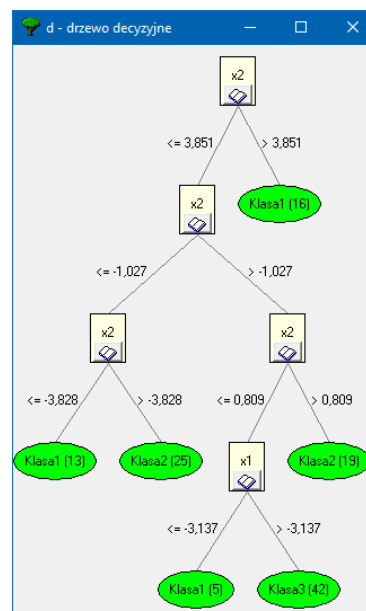 d - drzewo decyzyjne
x2
<= 3,851 > 3,851
x2 Klasa1 (16)
<= -1,027 > -1,027
x2 x2
<= -3,828 > -3,828 <= 0,809 > 0,809
Klasa1 (13) Klasa2 (25) x1 Klasa2 (19)
<= -3,137 > -3,137
Klasa1 (5) Klasa3 (42)